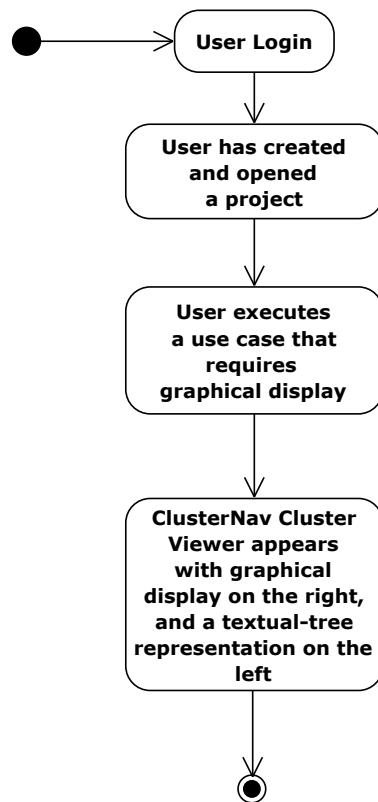 User Login
User has created
and opened
a project
User executes
a use case that
requires
graphical display
ClusterNav Cluster
Viewer appears
with graphical
display on the right,
and a textual-tree
representation on the
left